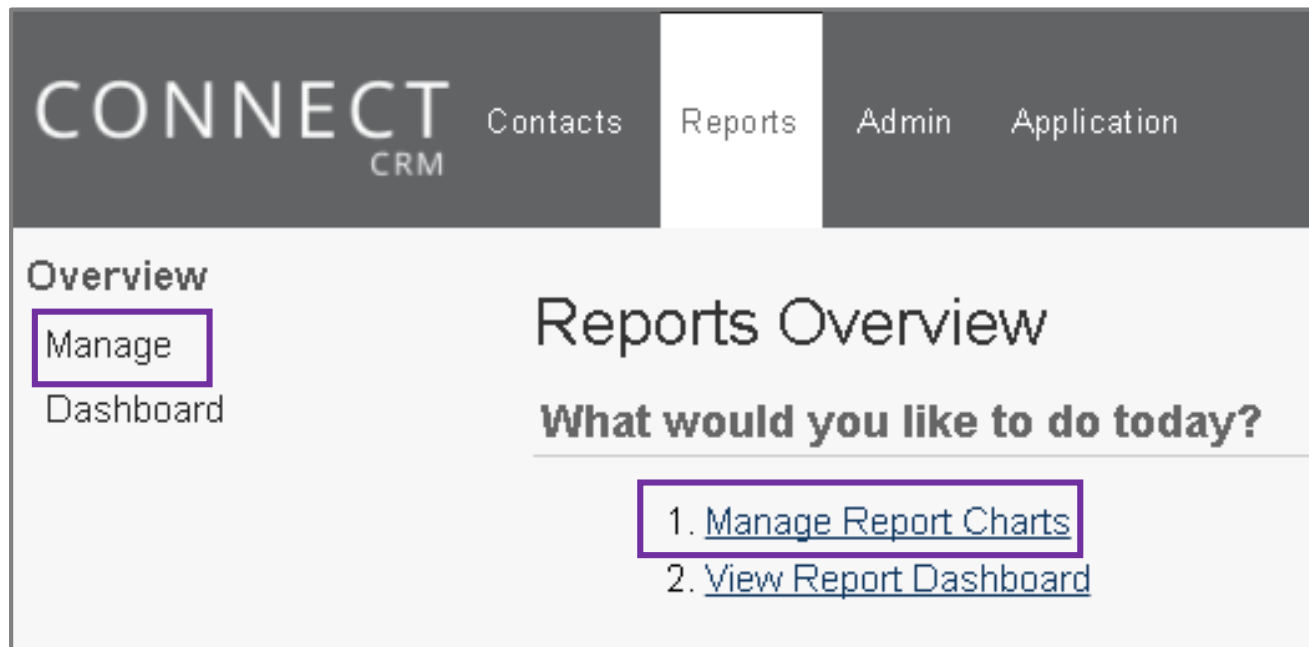 CONNECT
CRM
Contacts Reports Admin Application
Overview
Manage
Dashboard
Reports Overview
What would you like to do today?
1. Manage Report Charts
2. View Report Dashboard